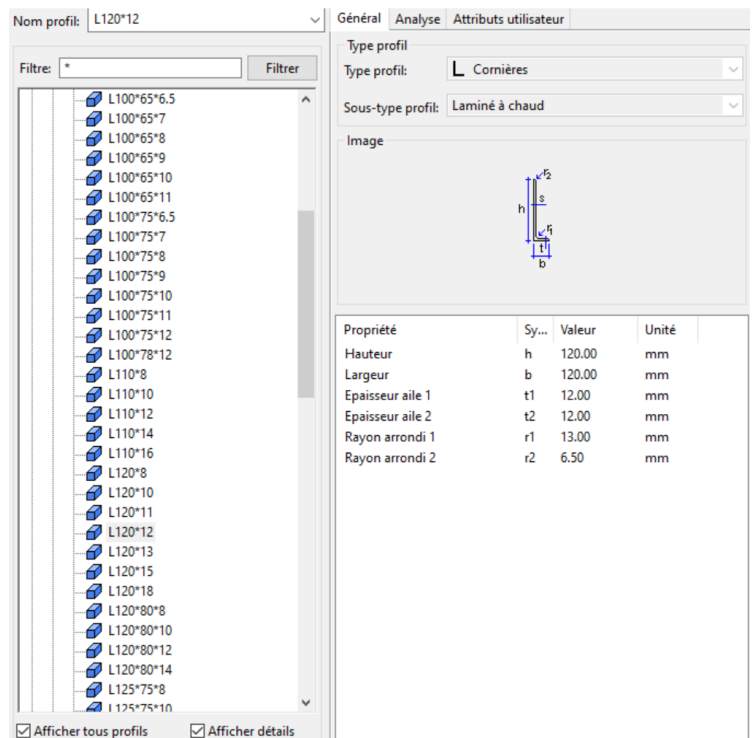 Nom profil: L120*12
Filtre: * Filtrer
L100*65*6.5
L100*65*7
L100*65*8
L100*65*9
L100*65*10
L100*65*11
L100*75*6.5
L100*75*7
L100*75*8
L100*75*9
L100*75*10
L100*75*11
L100*75*12
L100*78*12
L110*8
L110*10
L110*12
L110*14
L110*16
L120*8
L120*10
L120*11
L120*12
L120*13
L120*15
L120*18
L120*80*8
L120*80*10
L120*80*12
L120*80*14
L125*75*8
L125*75*10
Afficher tous profils Afficher détails
Général Analyse Attributs utilisateur
Type profil
Type profil: L Cornières
Sous-type profil: Laminé à chaud
Image
r2
s
h
r1
t
b
Propriété Sy... Valeur Unité
Hauteur h 120.00 mm
Largeur b 120.00 mm
Epaisseur aile 1 t1 12.00 mm
Epaisseur aile 2 t2 12.00 mm
Rayon arrondi 1 r1 13.00 mm
Rayon arrondi 2 r2 6.50 mm